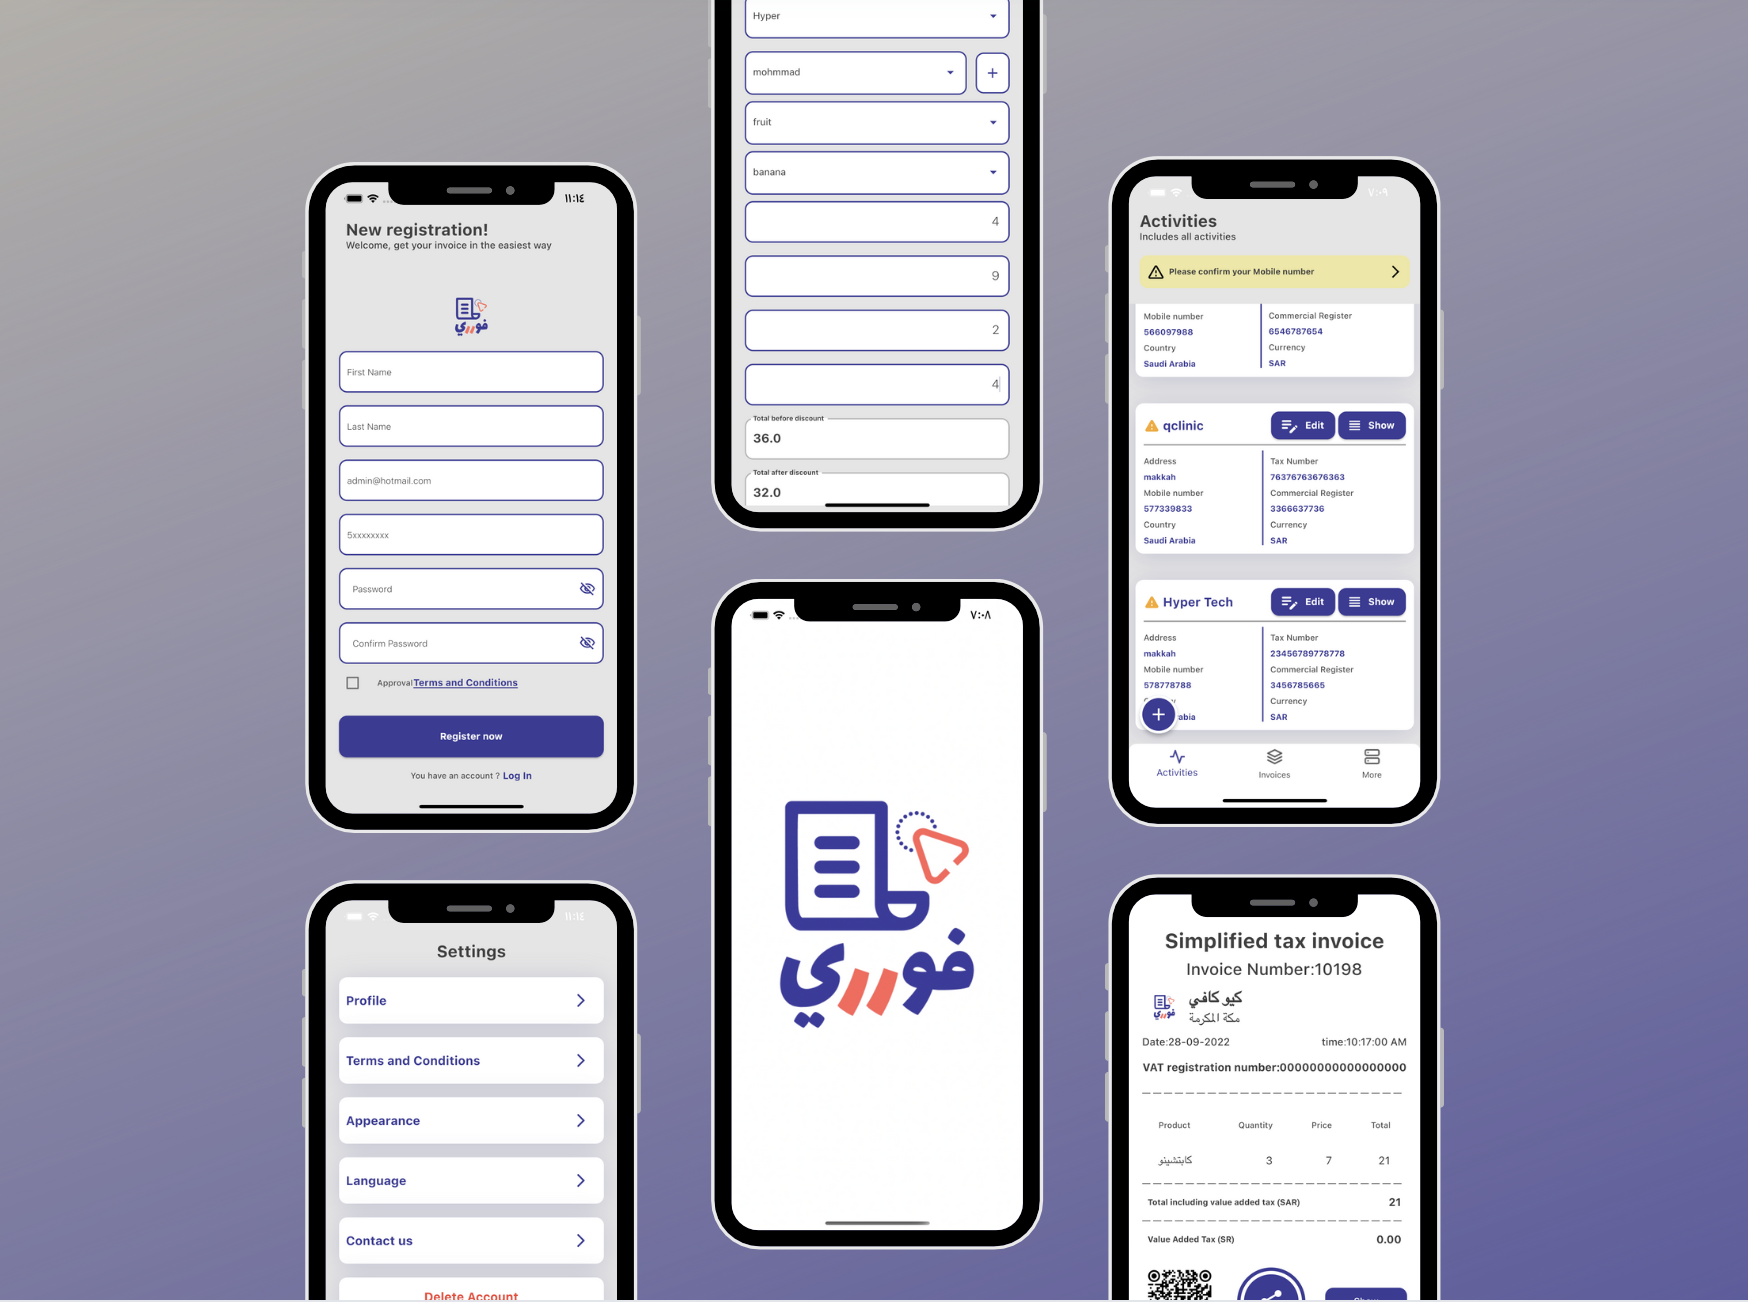 ١١:١٤
New registration!
Welcome, get your invoice in the easiest way
فوررري
First Name
Last Name
admin@hotmail.com
5xxxxxxxx
Password
Confirm Password
Approval Terms and Conditions
Register now
You have an account ? Log In
١١:١٤
Settings
Profile
Terms and Conditions
Appearance
Language
Contact us
Delete Account
Hyper
mohmmad
+
fruit
banana
4
9
2
4
Total before discount
36.0
Total after discount
32.0
٧:٠٨
فوررري
٧:٠٩
Activities
Includes all activities
Please confirm your Mobile number
Mobile number
566097988
Country
Saudi Arabia
Commercial Register
6546787654
Currency
SAR
qclinic
Edit
Show
Address
makkah
Mobile number
577339833
Country
Saudi Arabia
Tax Number
76376763676363
Commercial Register
3366637736
Currency
SAR
Hyper Tech
Edit
Show
Address
makkah
Mobile number
578778788
Tax Number
23456789778778
Commercial Register
3456785665
Currency
SAR
+
Activities
Invoices
More
Simplified tax invoice
Invoice Number:10198
فوررري
كيو كافي
مكة المكرمة
Date:28-09-2022 time:10:17:00 AM
VAT registration number:000000000000000
Product Quantity Price Total
كابتشينو 3 7 21
Total including value added tax (SAR) 21
Value Added Tax (SR) 0.00